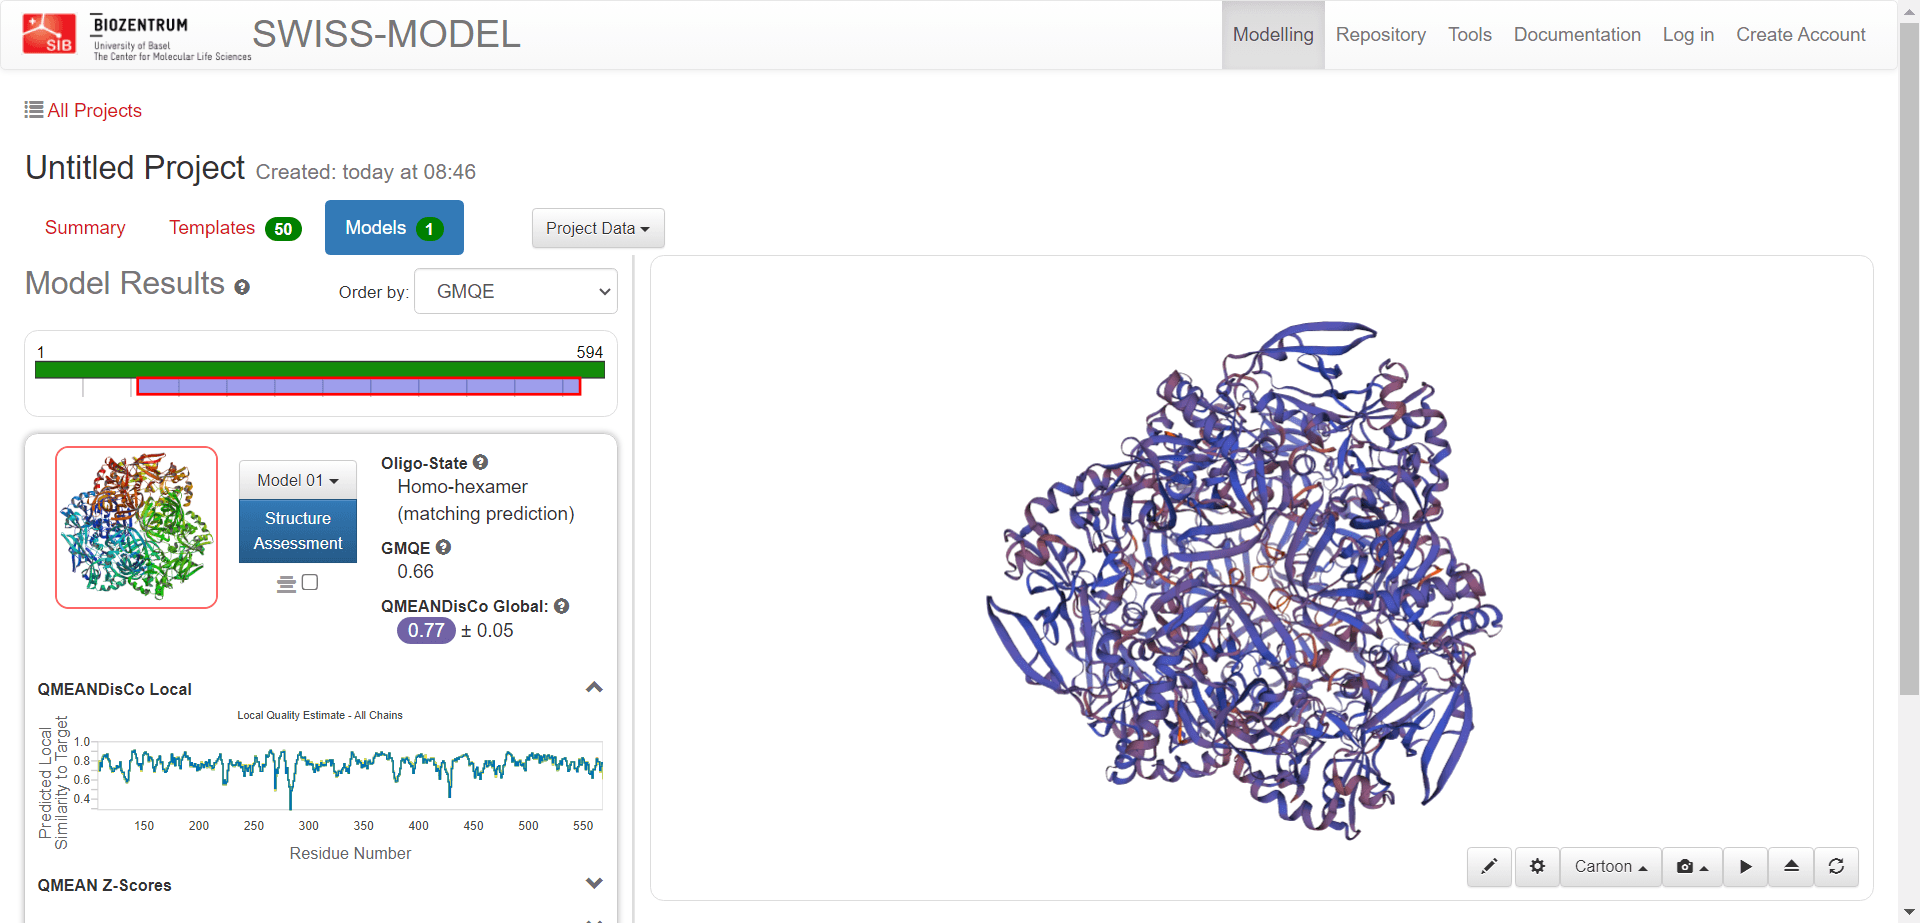 SIB
BIOZENTRUM
University of Basel
The Center for Molecular Life Sciences
SWISS-MODEL
Modelling
Repository
Tools
Documentation
Log in
Create Account
All Projects
Untitled Project Created: today at 08:46
Summary
Templates 50
Models 1
Project Data
Model Results
Order by: GMQE
1
594
Model 01
Structure
Assessment
Oligo-State
Homo-hexamer
(matching prediction)
GMQE
0.66
QMEANDisCo Global:
0.77 ± 0.05
QMEANDisCo Local
Local Quality Estimate - All Chains
Predicted Local
Similarity to Target
1.0
0.8
0.6
0.4
150 200 250 300 350 400 450 500 550
Residue Number
QMEAN Z-Scores
Cartoon